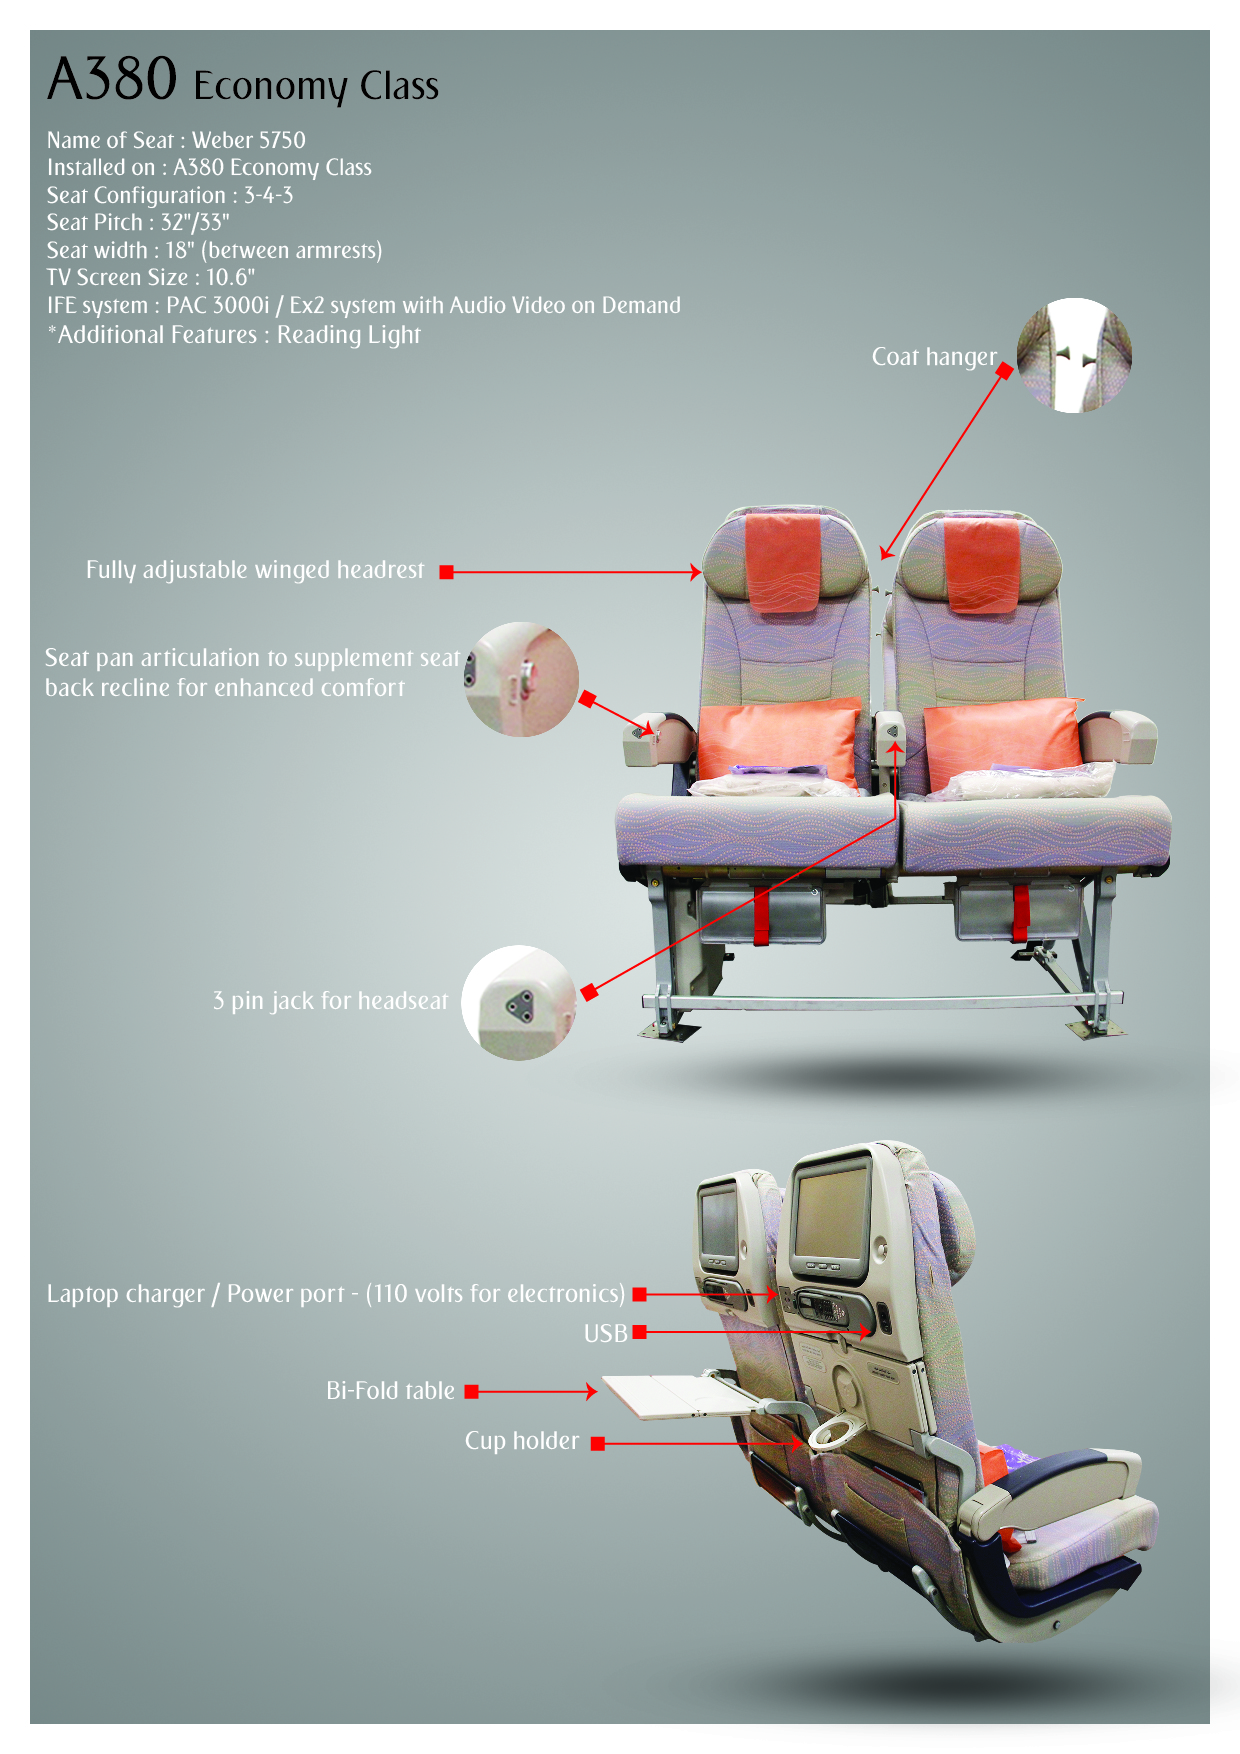 A380 Economy Class
Name of Seat : Weber 5750
Installed on : A380 Economy Class
Seat Configuration : 3-4-3
Seat Pitch : 32"/33"
Seat width : 18" (between armrests)
TV Screen Size : 10.6"
IFE system : PAC 3000i / Ex2 system with Audio Video on Demand
*Additional Features : Reading Light
Coat hanger
Fully adjustable winged headrest
Seat pan articulation to supplement seat
back recline for enhanced comfort
3 pin jack for headseat
Laptop charger / Power port - (110 volts for electronics)
USB
Bi-Fold table
Cup holder